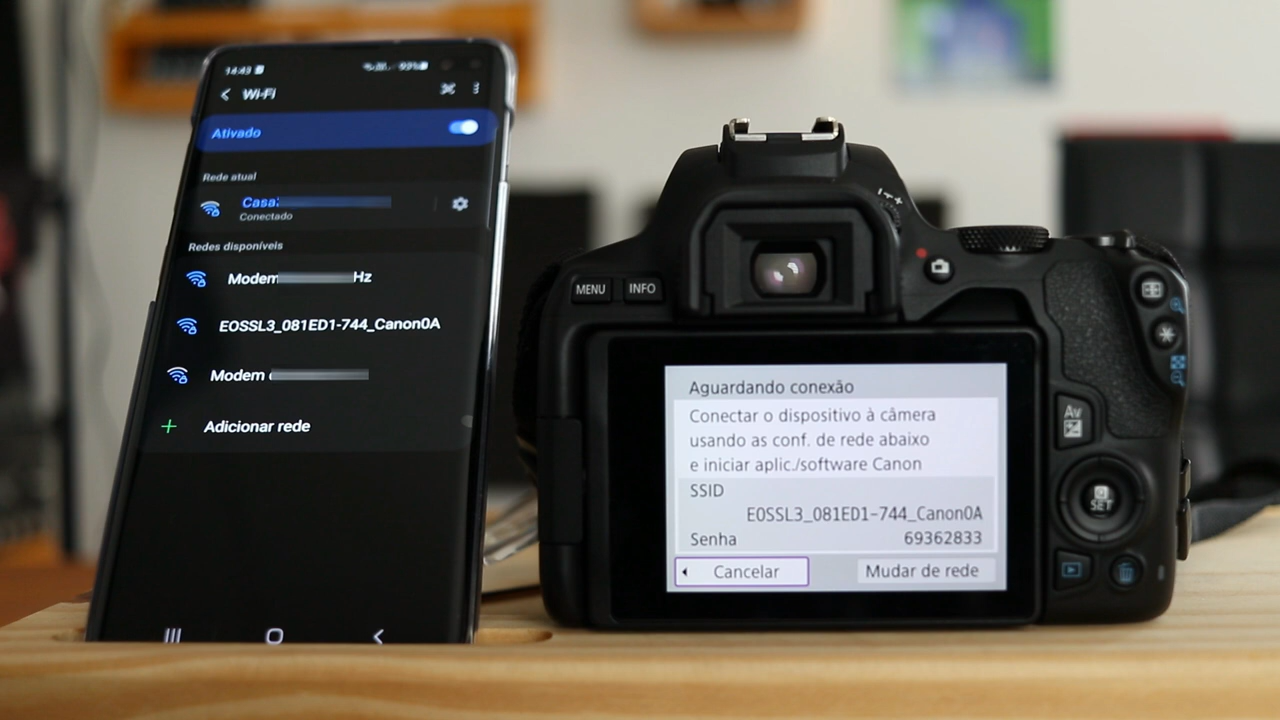 14:43
93%
Wi-Fi
Ativado
Rede atual
Casa
Conectado
Redes disponíveis
Modem Hz
EOSSL3_081ED1-744_Canon0A
Modem
Adicionar rede
MENU
INFO
Av
SET
Aguardando conexão
Conectar o dispositivo à câmera
usando as conf. de rede abaixo
e iniciar aplic./software Canon
SSID
EOSSL3_081ED1-744_Canon0A
Senha 69362833
Cancelar Mudar de rede